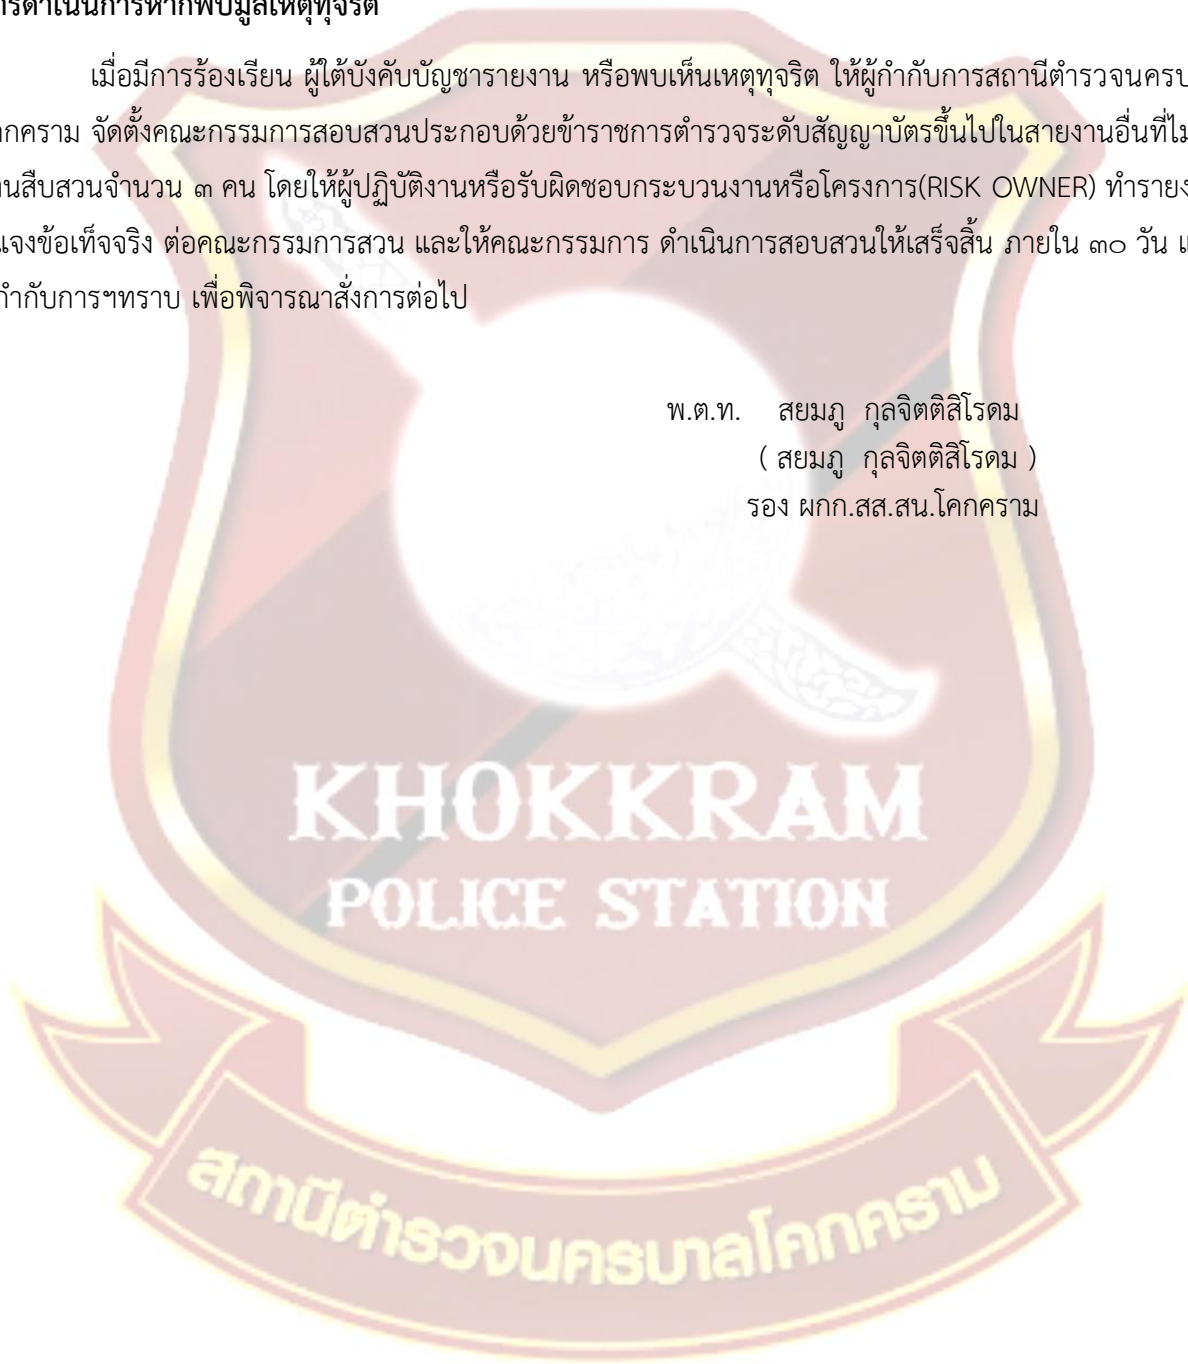 ารดำเนินการหากพบมูลเหตุทุจริต
เมื่อมีการร้องเรียน ผู้ใต้บังคับบัญชารายงาน หรือพบเห็นเหตุทุจริต ให้ผู้กำกับการสถานีตำรวจนครบ
กคราม จัดตั้งคณะกรรมการสอบสวนประกอบด้วยข้าราชการตำรวจระดับสัญญาบัตรขึ้นไปในสายงานอื่นที่ไม
านสืบสวนจำนวน ๓ คน โดยให้ผู้ปฏิบัติงานหรือรับผิดชอบกระบวนงานหรือโครงการ(RISK OWNER) ทำราย
แจงข้อเท็จจริง ต่อคณะกรรมการสวน และให้คณะกรรมการ ดำเนินการสอบสวนให้เสร็จสิ้น ภายใน ๓๐ วัน
กำกับการฯทราบ เพื่อพิจารณาสั่งการต่อไป
พ.ต.ท. สยมภู กุลจิตติสิโรดม
( สยมภู กุลจิตติสิโรดม )
รอง ผกก.สส.สน.โคกคราม
KHOKKRAM
POLICE STATION
สถานีตำรวจนครบาลโคกคราม